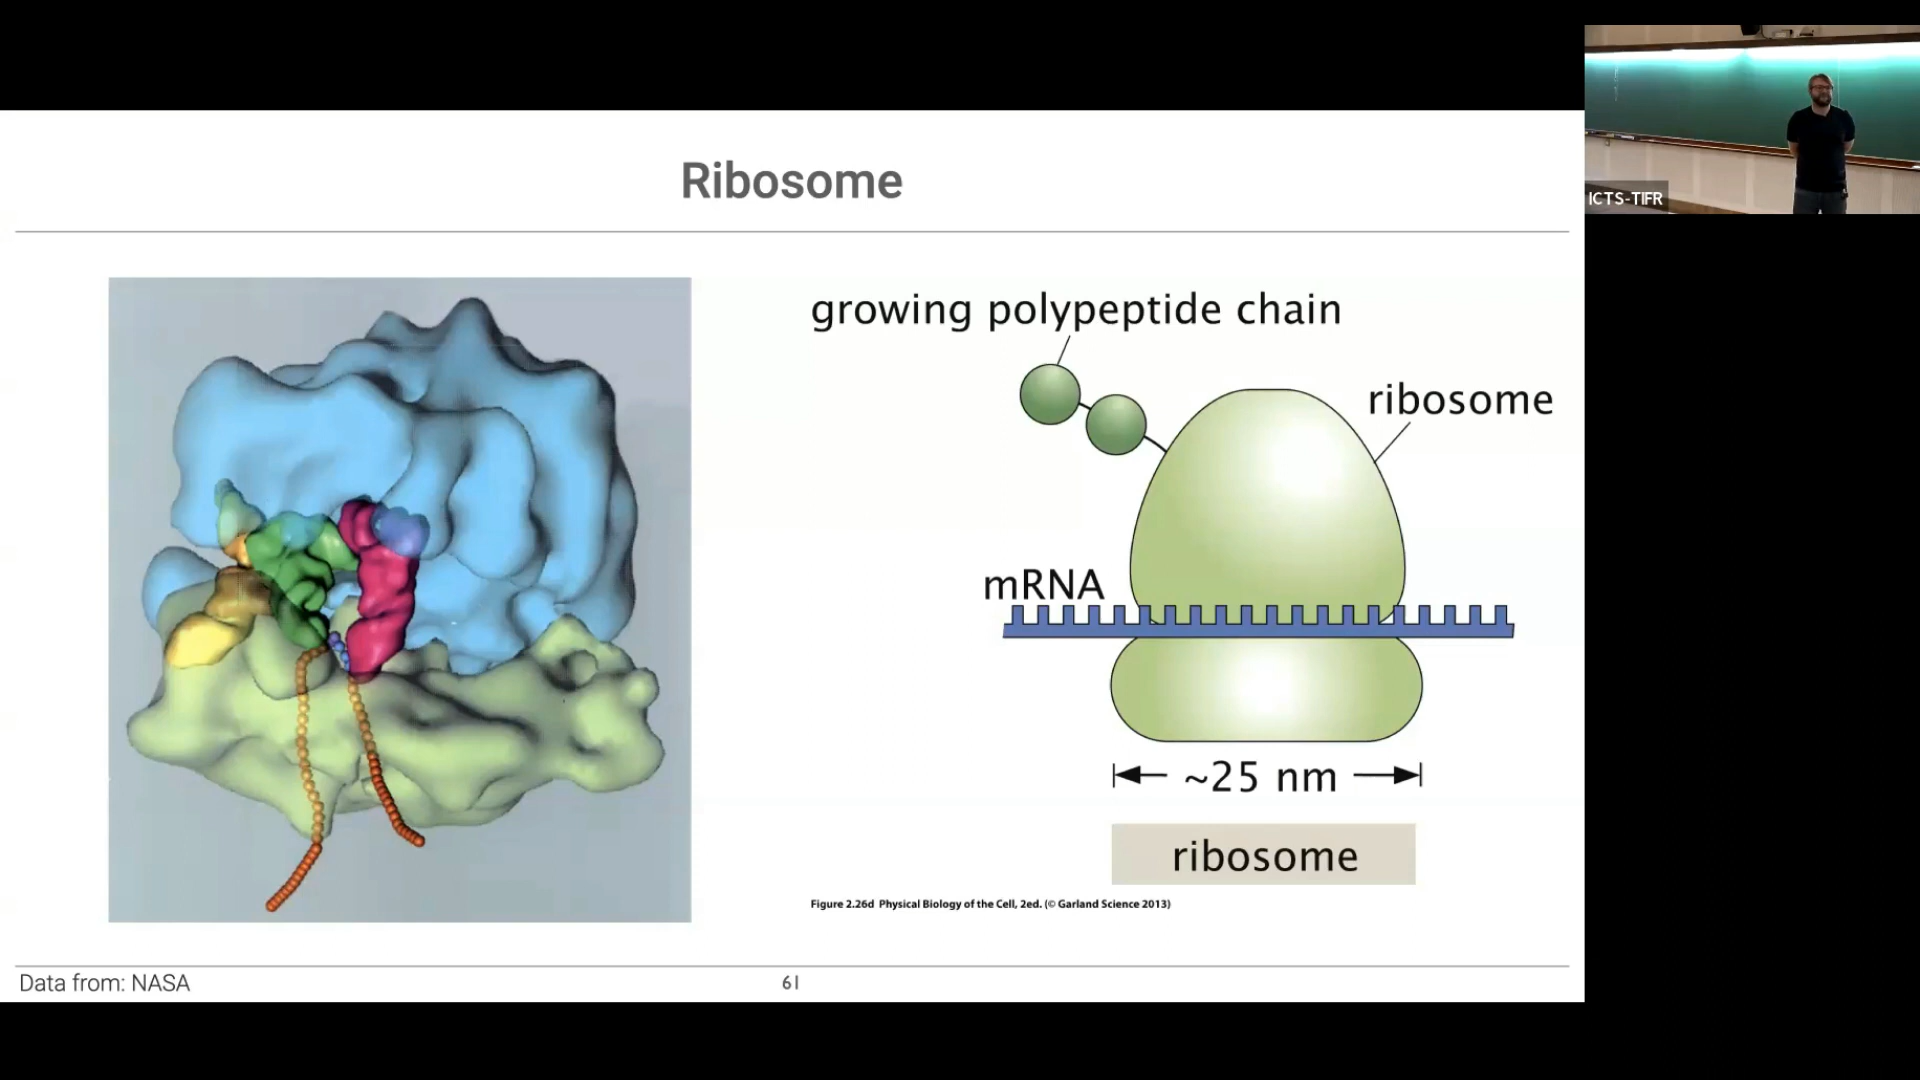 Ribosome
growing polypeptide chain
ribosome
mRNA
~25 nm
ribosome
Figure 2.26d Physical Biology of the Cell, 2ed. (© Garland Science 2013)
Data from: NASA
61
ICTS-TIFR